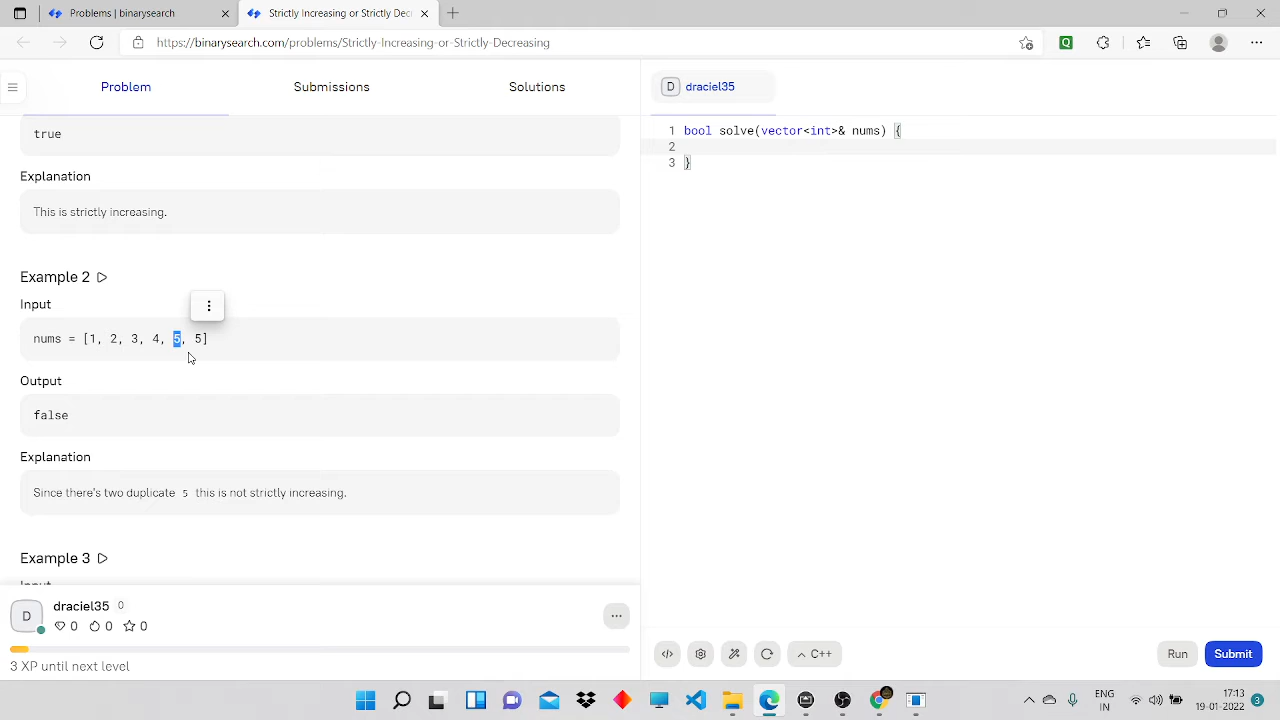 Problems | binarysearch
Strictly Increasing or Strictly Dec
https://binarysearch.com/problems/Strictly-Increasing-or-Strictly-Decreasing
Problem
Submissions
Solutions
true
Explanation
This is strictly increasing.
Example 2
Input
nums = [1, 2, 3, 4, 5, 5]
Output
false
Explanation
Since there's two duplicate 5 this is not strictly increasing.
Example 3
Input
D
draciel35 0
0 0 0
3 XP until next level
D draciel35
1 bool solve(vector<int>& nums) {
2
3 }
C++
Run
Submit
ENG
IN
17:13
19-01-2022
3